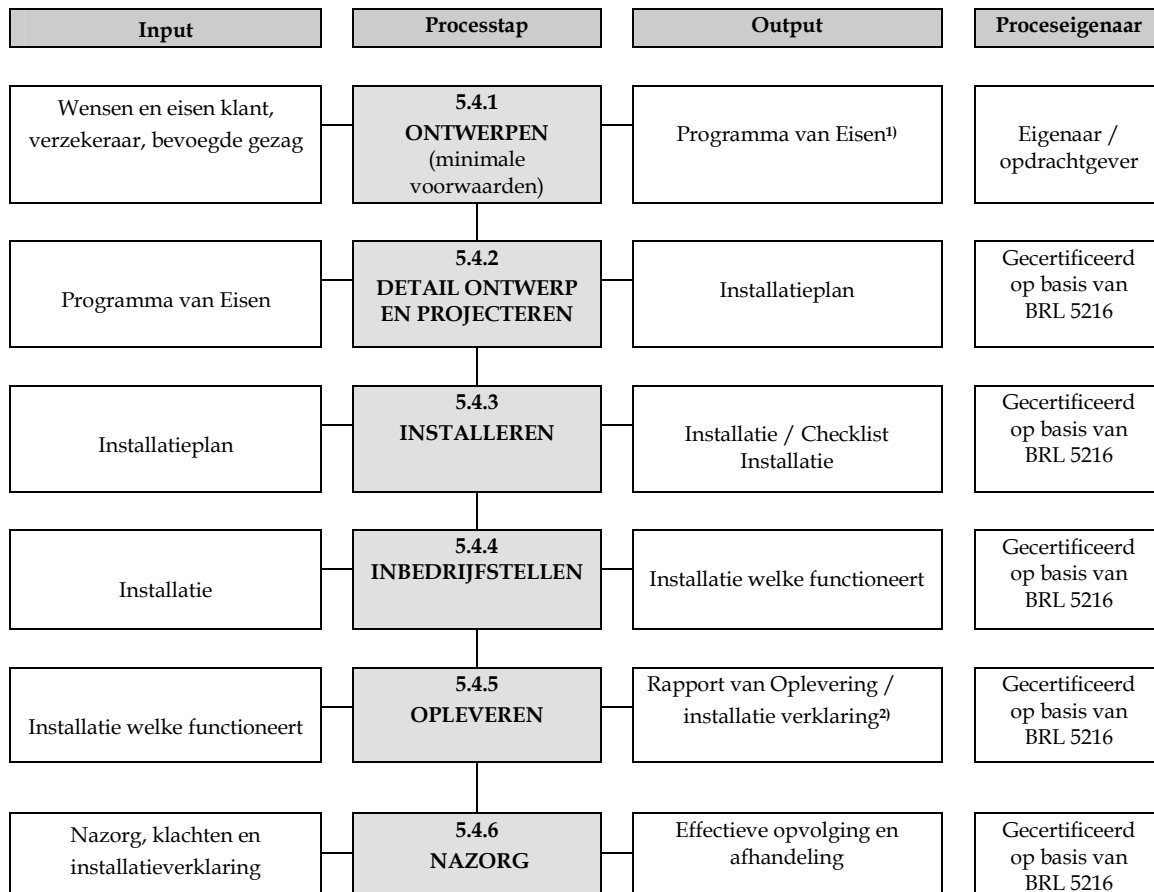 Input
Processtap
Output
Proceseigenaar
Wensen en eisen klant,
verzekeraar, bevoegde gezag
5.4.1
ONTWERPEN
(minimale
voorwaarden)
Programma van Eisen¹⁾
Eigenaar /
opdrachtgever
Programma van Eisen
5.4.2
DETAIL ONTWERP
EN PROJECTEREN
Installatieplan
Gecertificeerd
op basis van
BRL 5216
Installatieplan
5.4.3
INSTALLEREN
Installatie / Checklist
Installatie
Gecertificeerd
op basis van
BRL 5216
Installatie
5.4.4
INBEDRIJFSTELLEN
Installatie welke functioneert
Gecertificeerd
op basis van
BRL 5216
Installatie welke functioneert
5.4.5
OPLEVEREN
Rapport van Oplevering /
installatie verklaring²⁾
Gecertificeerd
op basis van
BRL 5216
Nazorg, klachten en
installatieverklaring
5.4.6
NAZORG
Effectieve opvolging en
afhandeling
Gecertificeerd
op basis van
BRL 5216